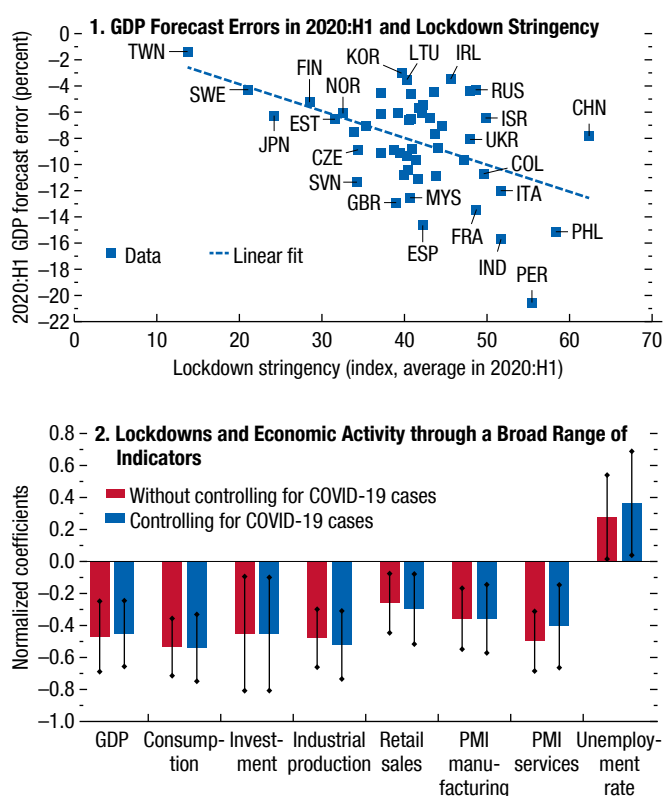 1. GDP Forecast Errors in 2020:H1 and Lockdown Stringency
2020:H1 GDP forecast error (percent)
0
−2
−4
−6
−8
−10
−12
−14
−16
−18
−20
−22
TWN
KOR
LTU
IRL
FIN
SWE
NOR
RUS
CHN
EST
ISR
JPN
UKR
CZE
COL
SVN
GBR
MYS
ITA
ESP
FRA
PHL
IND
PER
Data
Linear fit
0 10 20 30 40 50 60 70
Lockdown stringency (index, average in 2020:H1)
2. Lockdowns and Economic Activity through a Broad Range of
Indicators
Without controlling for COVID-19 cases
Controlling for COVID-19 cases
Normalized coefficients
0.8
0.6
0.4
0.2
0.0
−0.2
−0.4
−0.6
−0.8
−1.0
GDP Consump- Invest- Industrial Retail PMI PMI Unemploy-
tion ment production sales manu- services ment
facturing rate